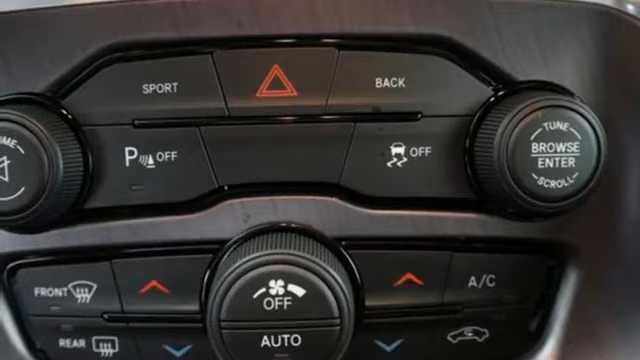 SPORT
BACK
P OFF
OFF
TUNE
BROWSE
ENTER
SCROLL
FRONT
OFF
A/C
REAR
AUTO